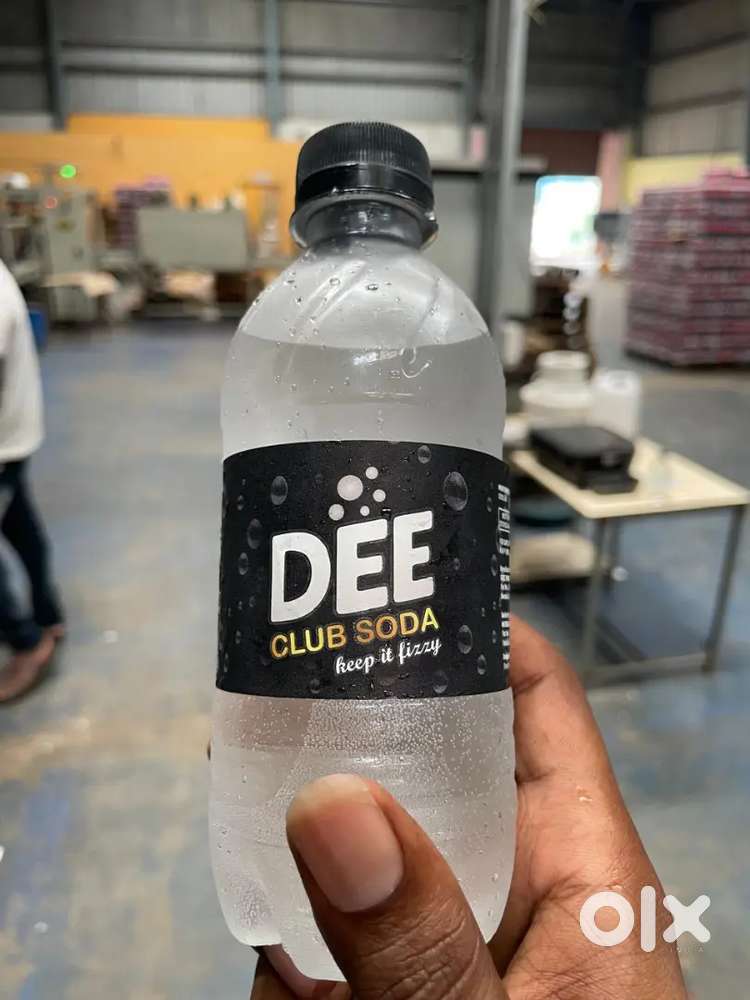 DEE
CLUB SODA
keep it fizzy
olx